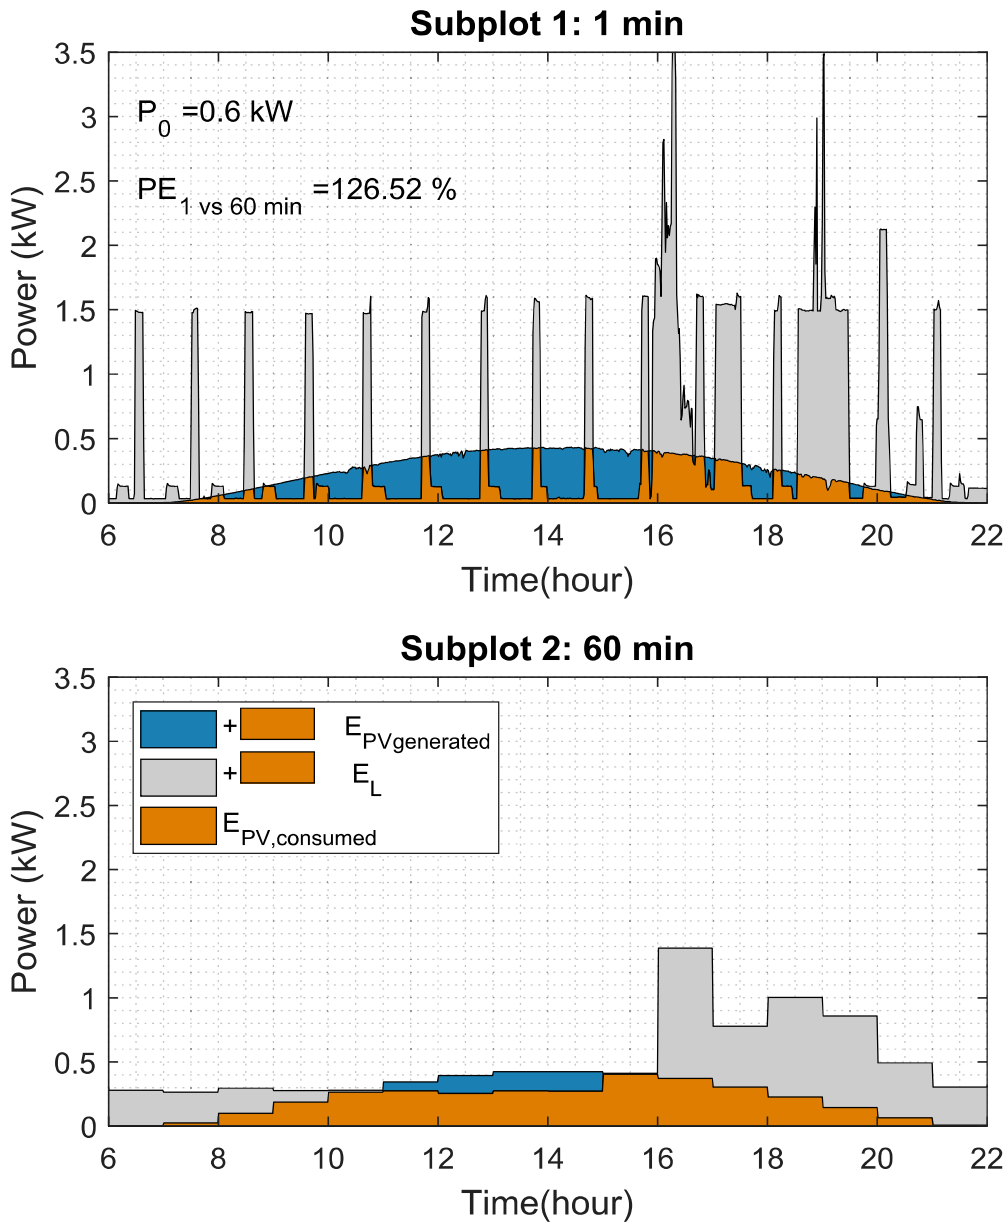 Subplot 1: 1 min
3.5
3
2.5
2
1.5
1
0.5
0
Power (kW)
P0 =0.6 kW
PE1 vs 60 min =126.52 %
6 8 10 12 14 16 18 20 22
Time(hour)
Subplot 2: 60 min
3.5
3
2.5
2
1.5
1
0.5
0
Power (kW)
+ EPVgenerated
+ EL
EPV,consumed
6 8 10 12 14 16 18 20 22
Time(hour)